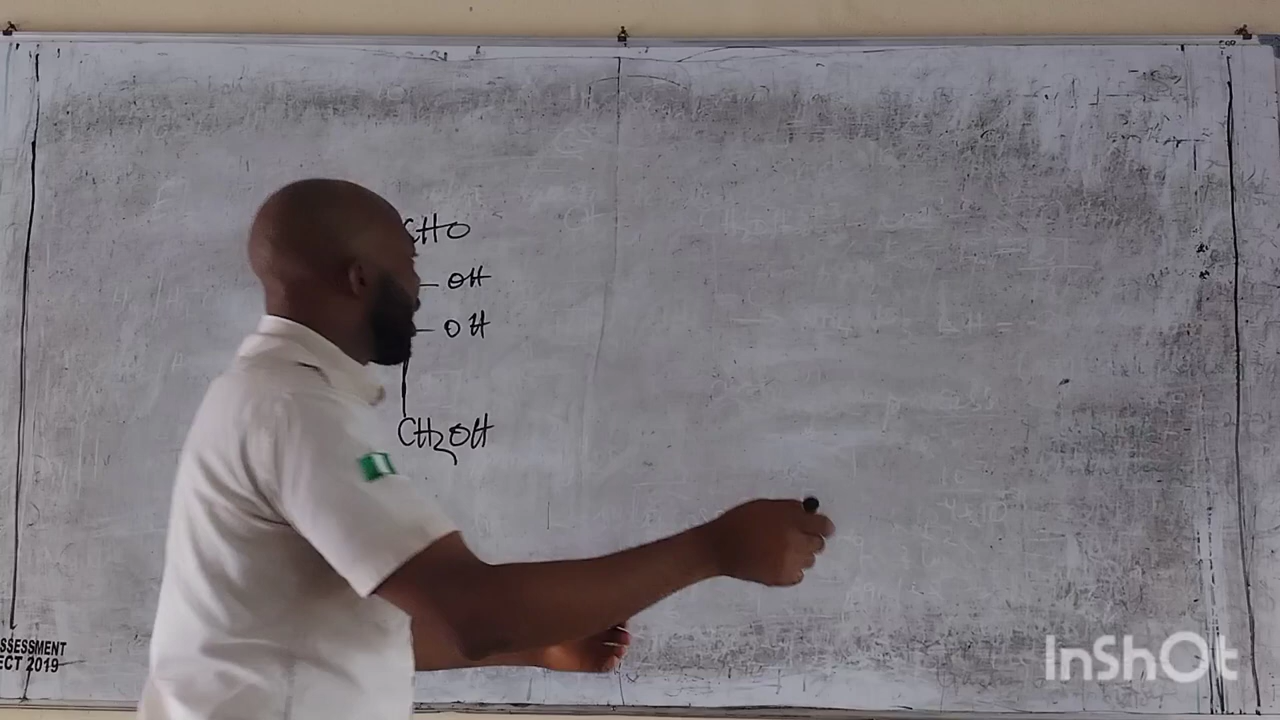 CHO
- OH
- OH
CH2OH
SSESSMENT
ECT 2019
InShOt